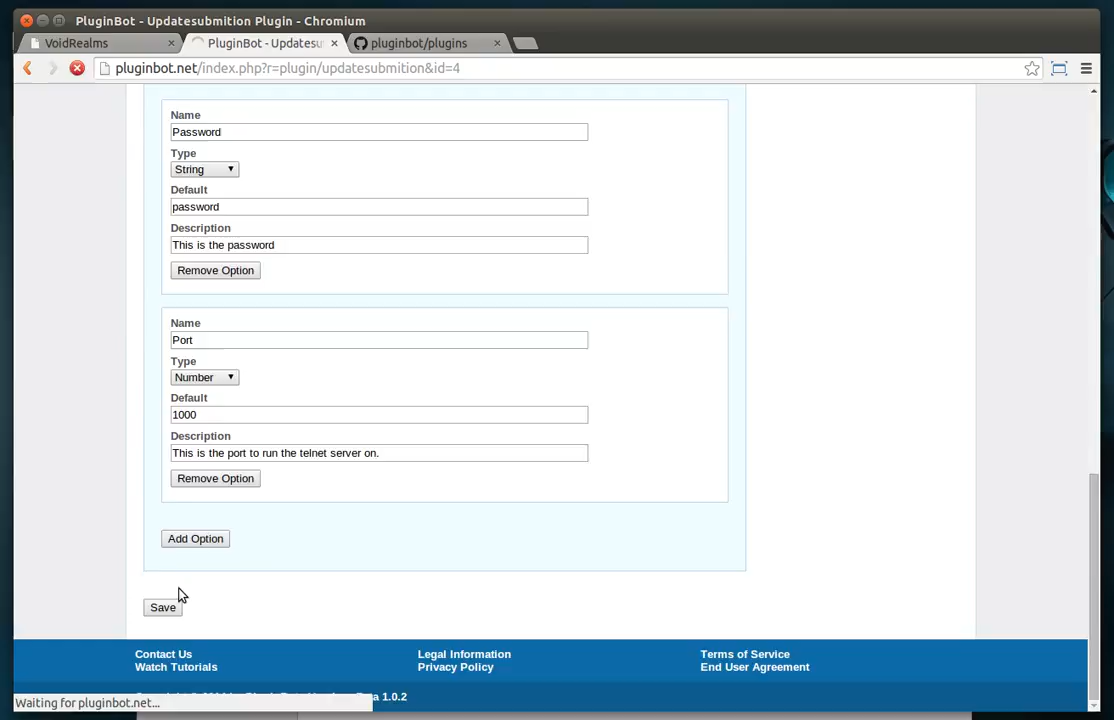 PluginBot - Updatesubmition Plugin - Chromium
VoidRealms
PluginBot - Updatesu
pluginbot/plugins
pluginbot.net/index.php?r=plugin/updatesubmition&id=4
Name
Password
Type
String
Default
password
Description
This is the password
Remove Option
Name
Port
Type
Number
Default
1000
Description
This is the port to run the telnet server on.
Remove Option
Add Option
Save
Contact Us
Legal Information
Terms of Service
Watch Tutorials
Privacy Policy
End User Agreement
1.0.2
Waiting for pluginbot.net...